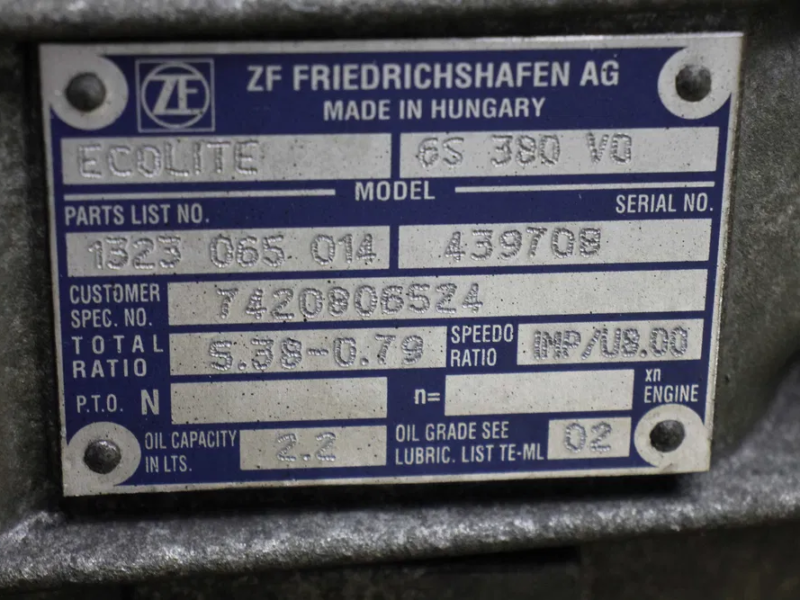 ZF ZF FRIEDRICHSHAFEN AG
MADE IN HUNGARY
ECOLITE 6S 380 VO
MODEL
PARTS LIST NO. SERIAL NO.
1323 065 014 439708
CUSTOMER SPEC. NO. 7420806524
TOTAL RATIO 5.38-0.79 SPEEDO RATIO IMP/U8.00
P.T.O. N n= xn ENGINE
OIL CAPACITY IN LTS. 2.2 OIL GRADE SEE LUBRIC. LIST TE-ML 02